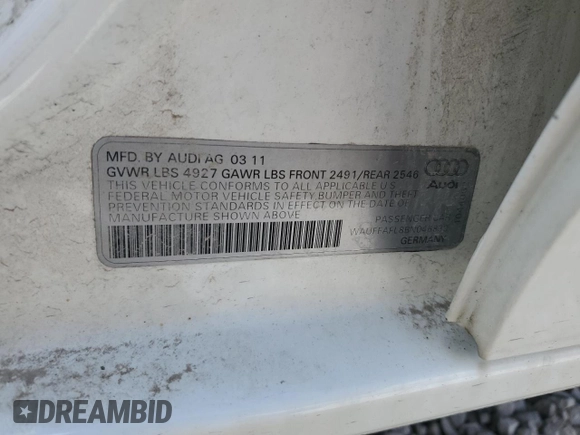 MFD. BY AUDI AG 03 11
GVWR LBS 4927 GAWR LBS FRONT 2491/REAR 2546
THIS VEHICLE CONFORMS TO ALL APPLICABLE U.S.
FEDERAL MOTOR VEHICLE SAFETY BUMPER AND THEFT
PREVENTION STANDARDS IN EFFECT ON THE DATE OF
MANUFACTURE SHOWN ABOVE
Audi
PASSENGER
GERMANY
DREAMBID